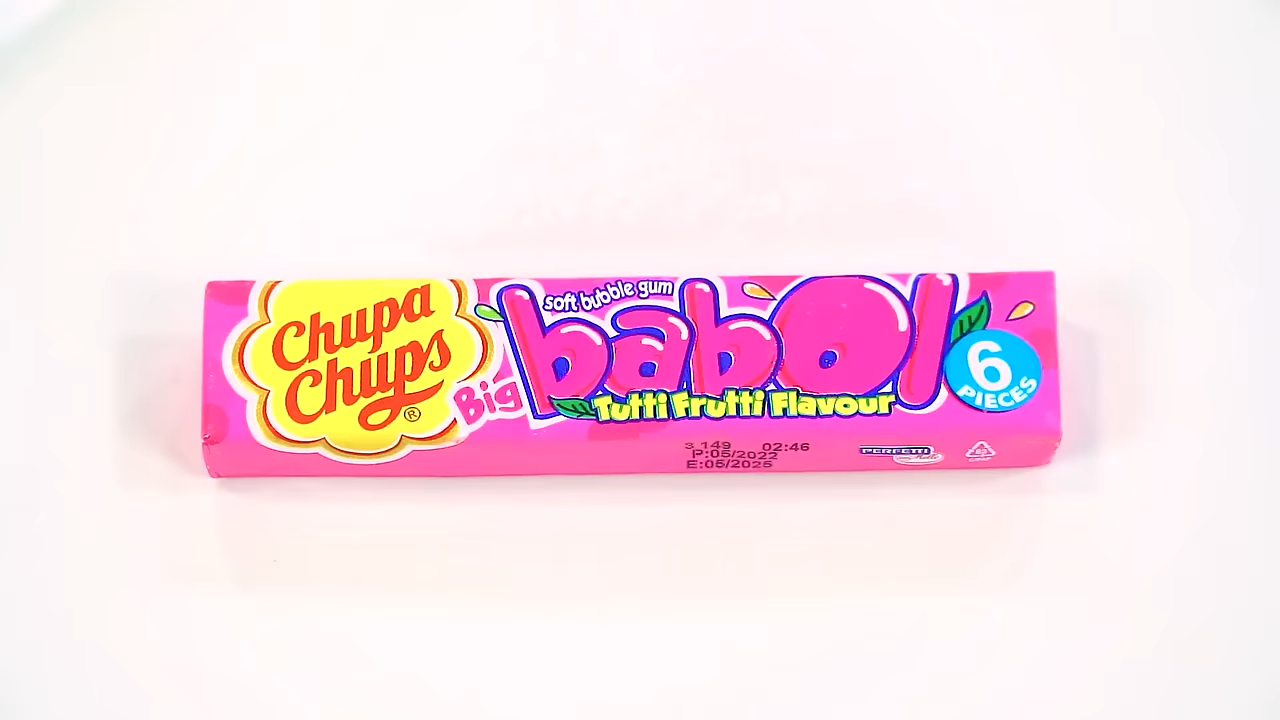 Chupa
Chups
®
Big
soft bubble gum
babol
Tutti Frutti Flavour
6
PIECES
3 149 02:46
P:05/2022
E:05/2025
PERFETTI